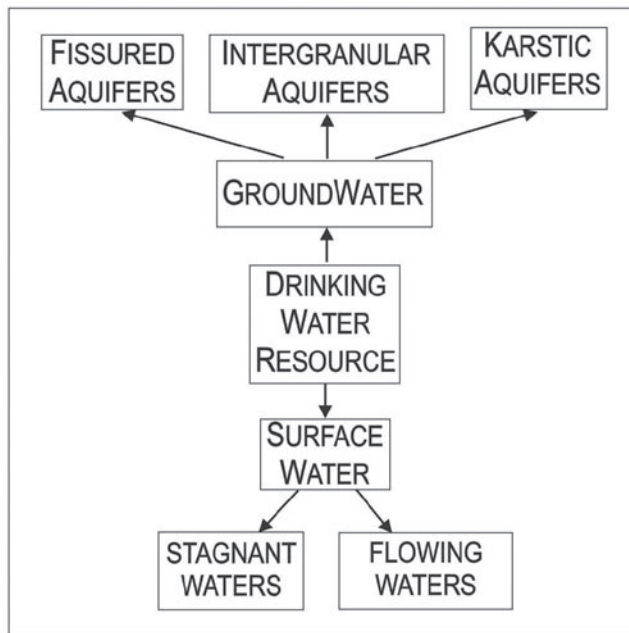 FISSURED
AQUIFERS
INTERGRANULAR
AQUIFERS
KARSTIC
AQUIFERS
GROUNDWATER
DRINKING
WATER
RESOURCE
SURFACE
WATER
STAGNANT
WATERS
FLOWING
WATERS